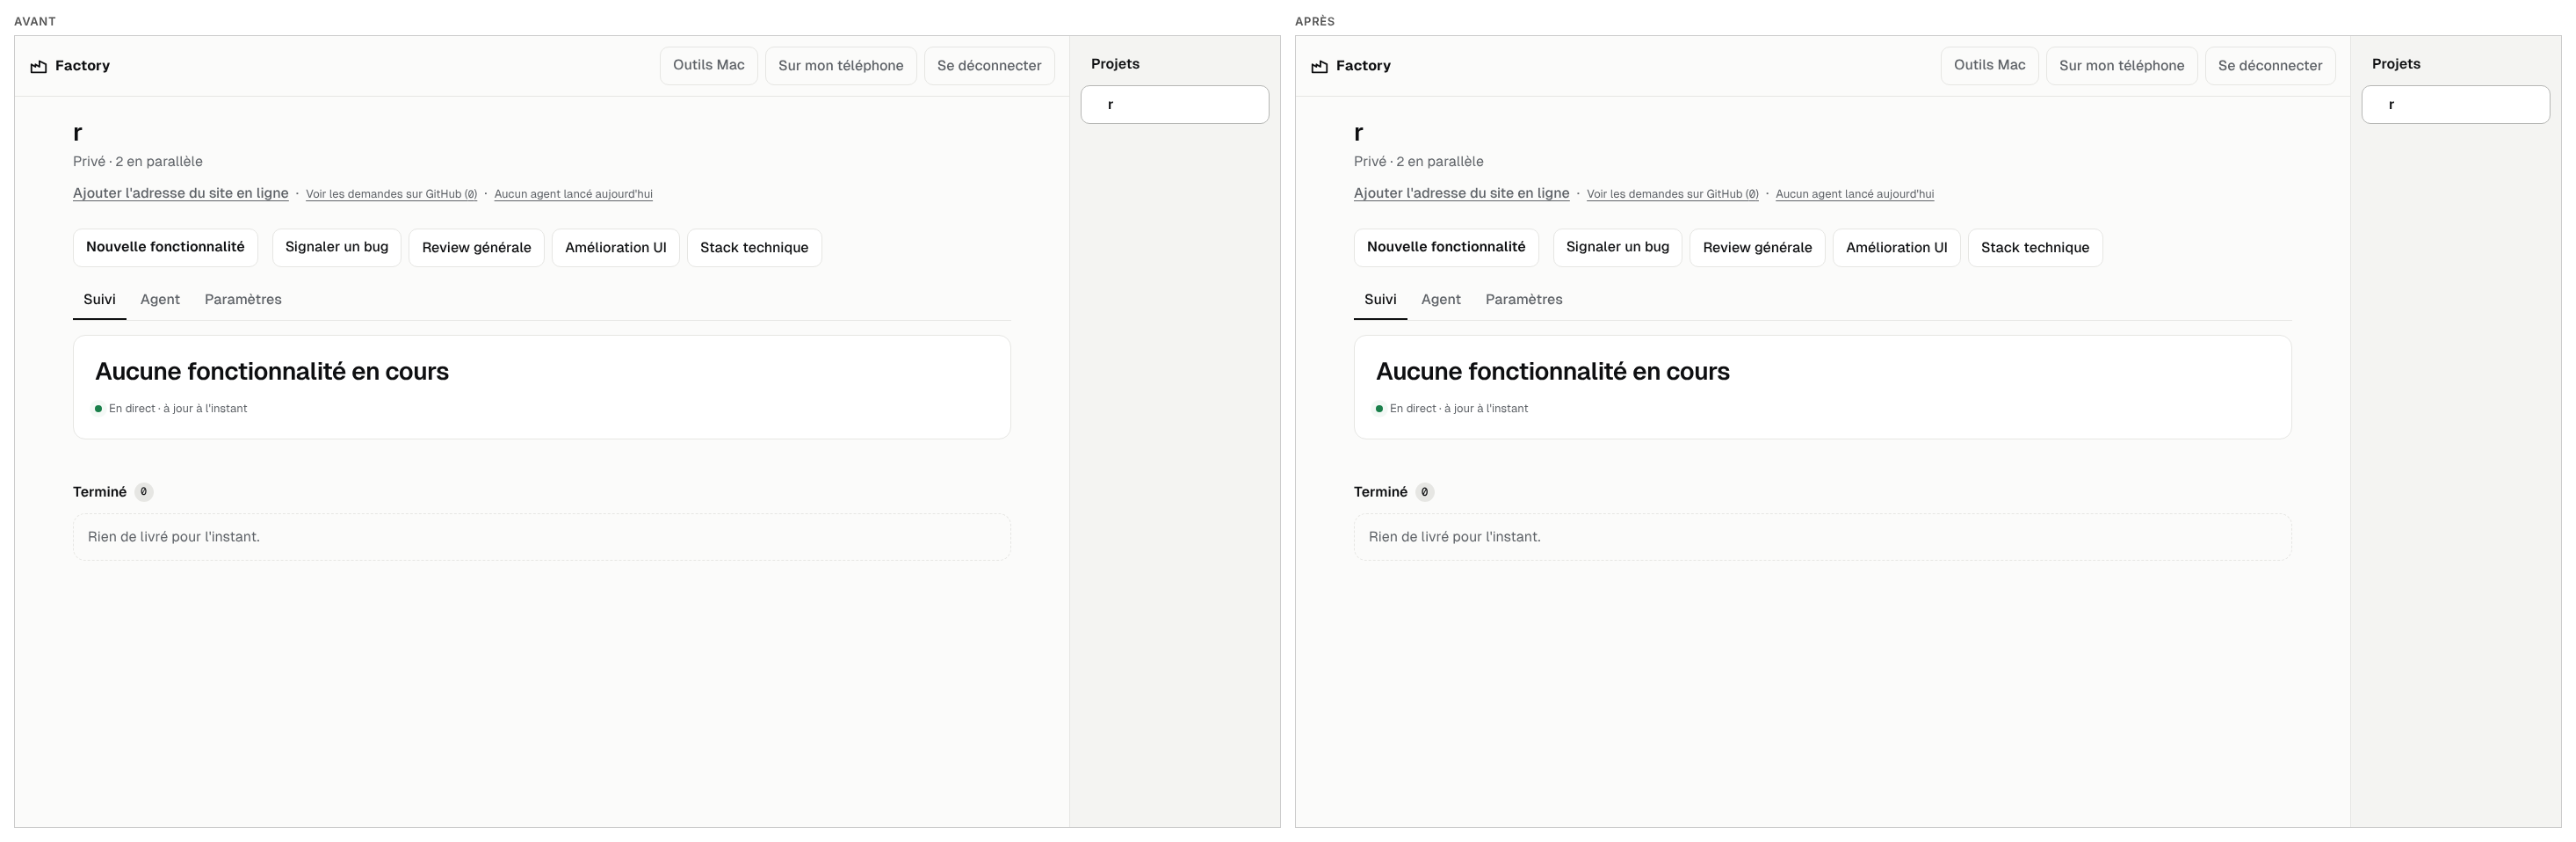 AVANT
Factory
Outils Mac
Sur mon téléphone
Se déconnecter
Projets
r
r
Privé · 2 en parallèle
Ajouter l'adresse du site en ligne · Voir les demandes sur GitHub (0) · Aucun agent lancé aujourd'hui
Nouvelle fonctionnalité
Signaler un bug
Review générale
Amélioration UI
Stack technique
Suivi
Agent
Paramètres
Aucune fonctionnalité en cours
En direct · à jour à l'instant
Terminé 0
Rien de livré pour l'instant.
APRÈS
Factory
Outils Mac
Sur mon téléphone
Se déconnecter
Projets
r
r
Privé · 2 en parallèle
Ajouter l'adresse du site en ligne · Voir les demandes sur GitHub (0) · Aucun agent lancé aujourd'hui
Nouvelle fonctionnalité
Signaler un bug
Review générale
Amélioration UI
Stack technique
Suivi
Agent
Paramètres
Aucune fonctionnalité en cours
En direct · à jour à l'instant
Terminé 0
Rien de livré pour l'instant.